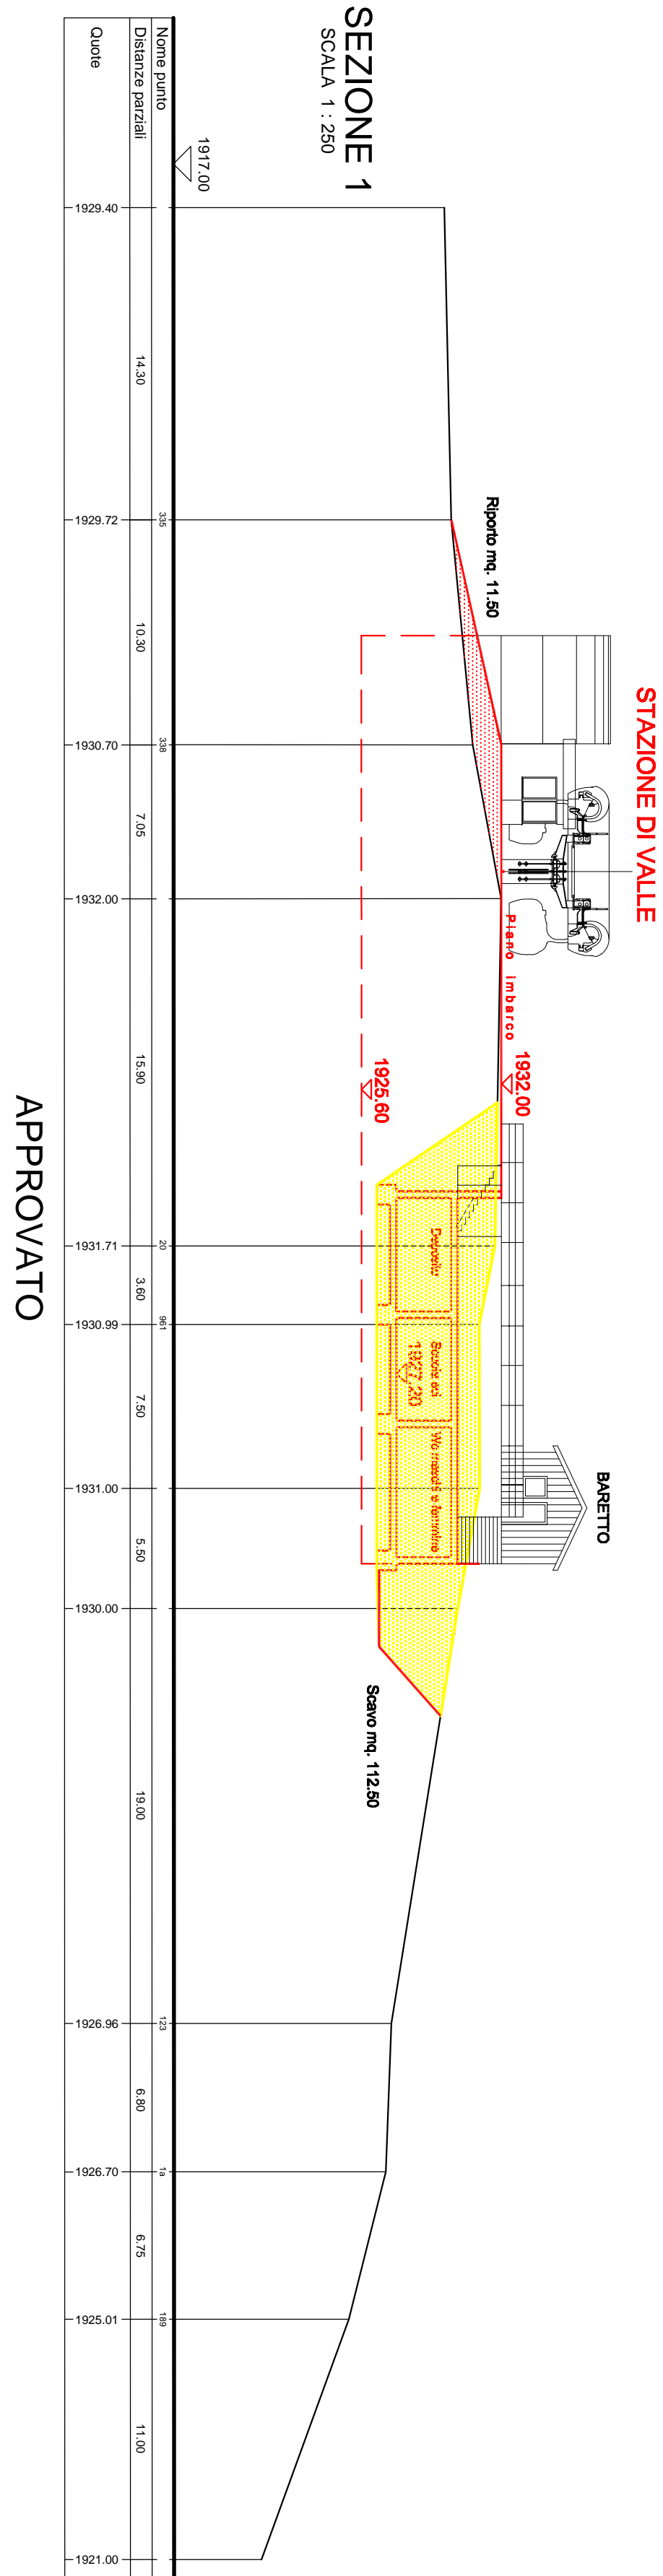 SEZIONE 1
SCALA 1 : 250
STAZIONE DI VALLE
BARETTO
Riporto mq. 11.50
Piano imbarco
1932.00
1925.60
Deposito
Scuola sci
1927.20
Wc maschi e femmine
Scavo mq. 112.50
1917.00
Nome punto
335 338 20 961 123 1a 189
Distanze parziali
14.30 10.30 7.05 15.90 3.60 7.50 5.50 19.00 6.80 6.75 11.00
Quote
1929.40 1929.72 1930.70 1932.00 1931.71 1930.99 1931.00 1930.00 1926.96 1926.70 1925.01 1921.00
APPROVATO